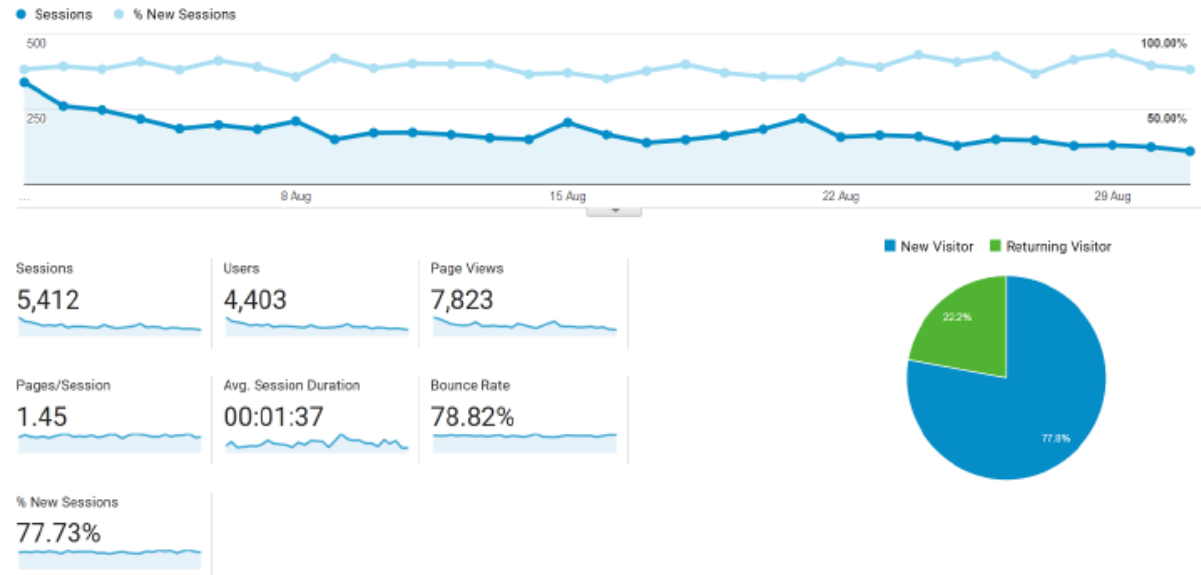 Sessions % New Sessions
500 100.00%
250 50.00%
... 8 Aug 15 Aug 22 Aug 29 Aug
New Visitor Returning Visitor
Sessions Users Page Views
5,412 4,403 7,823
22.2%
Pages/Session Avg. Session Duration Bounce Rate
1.45 00:01:37 78.82%
77.8%
% New Sessions
77.73%